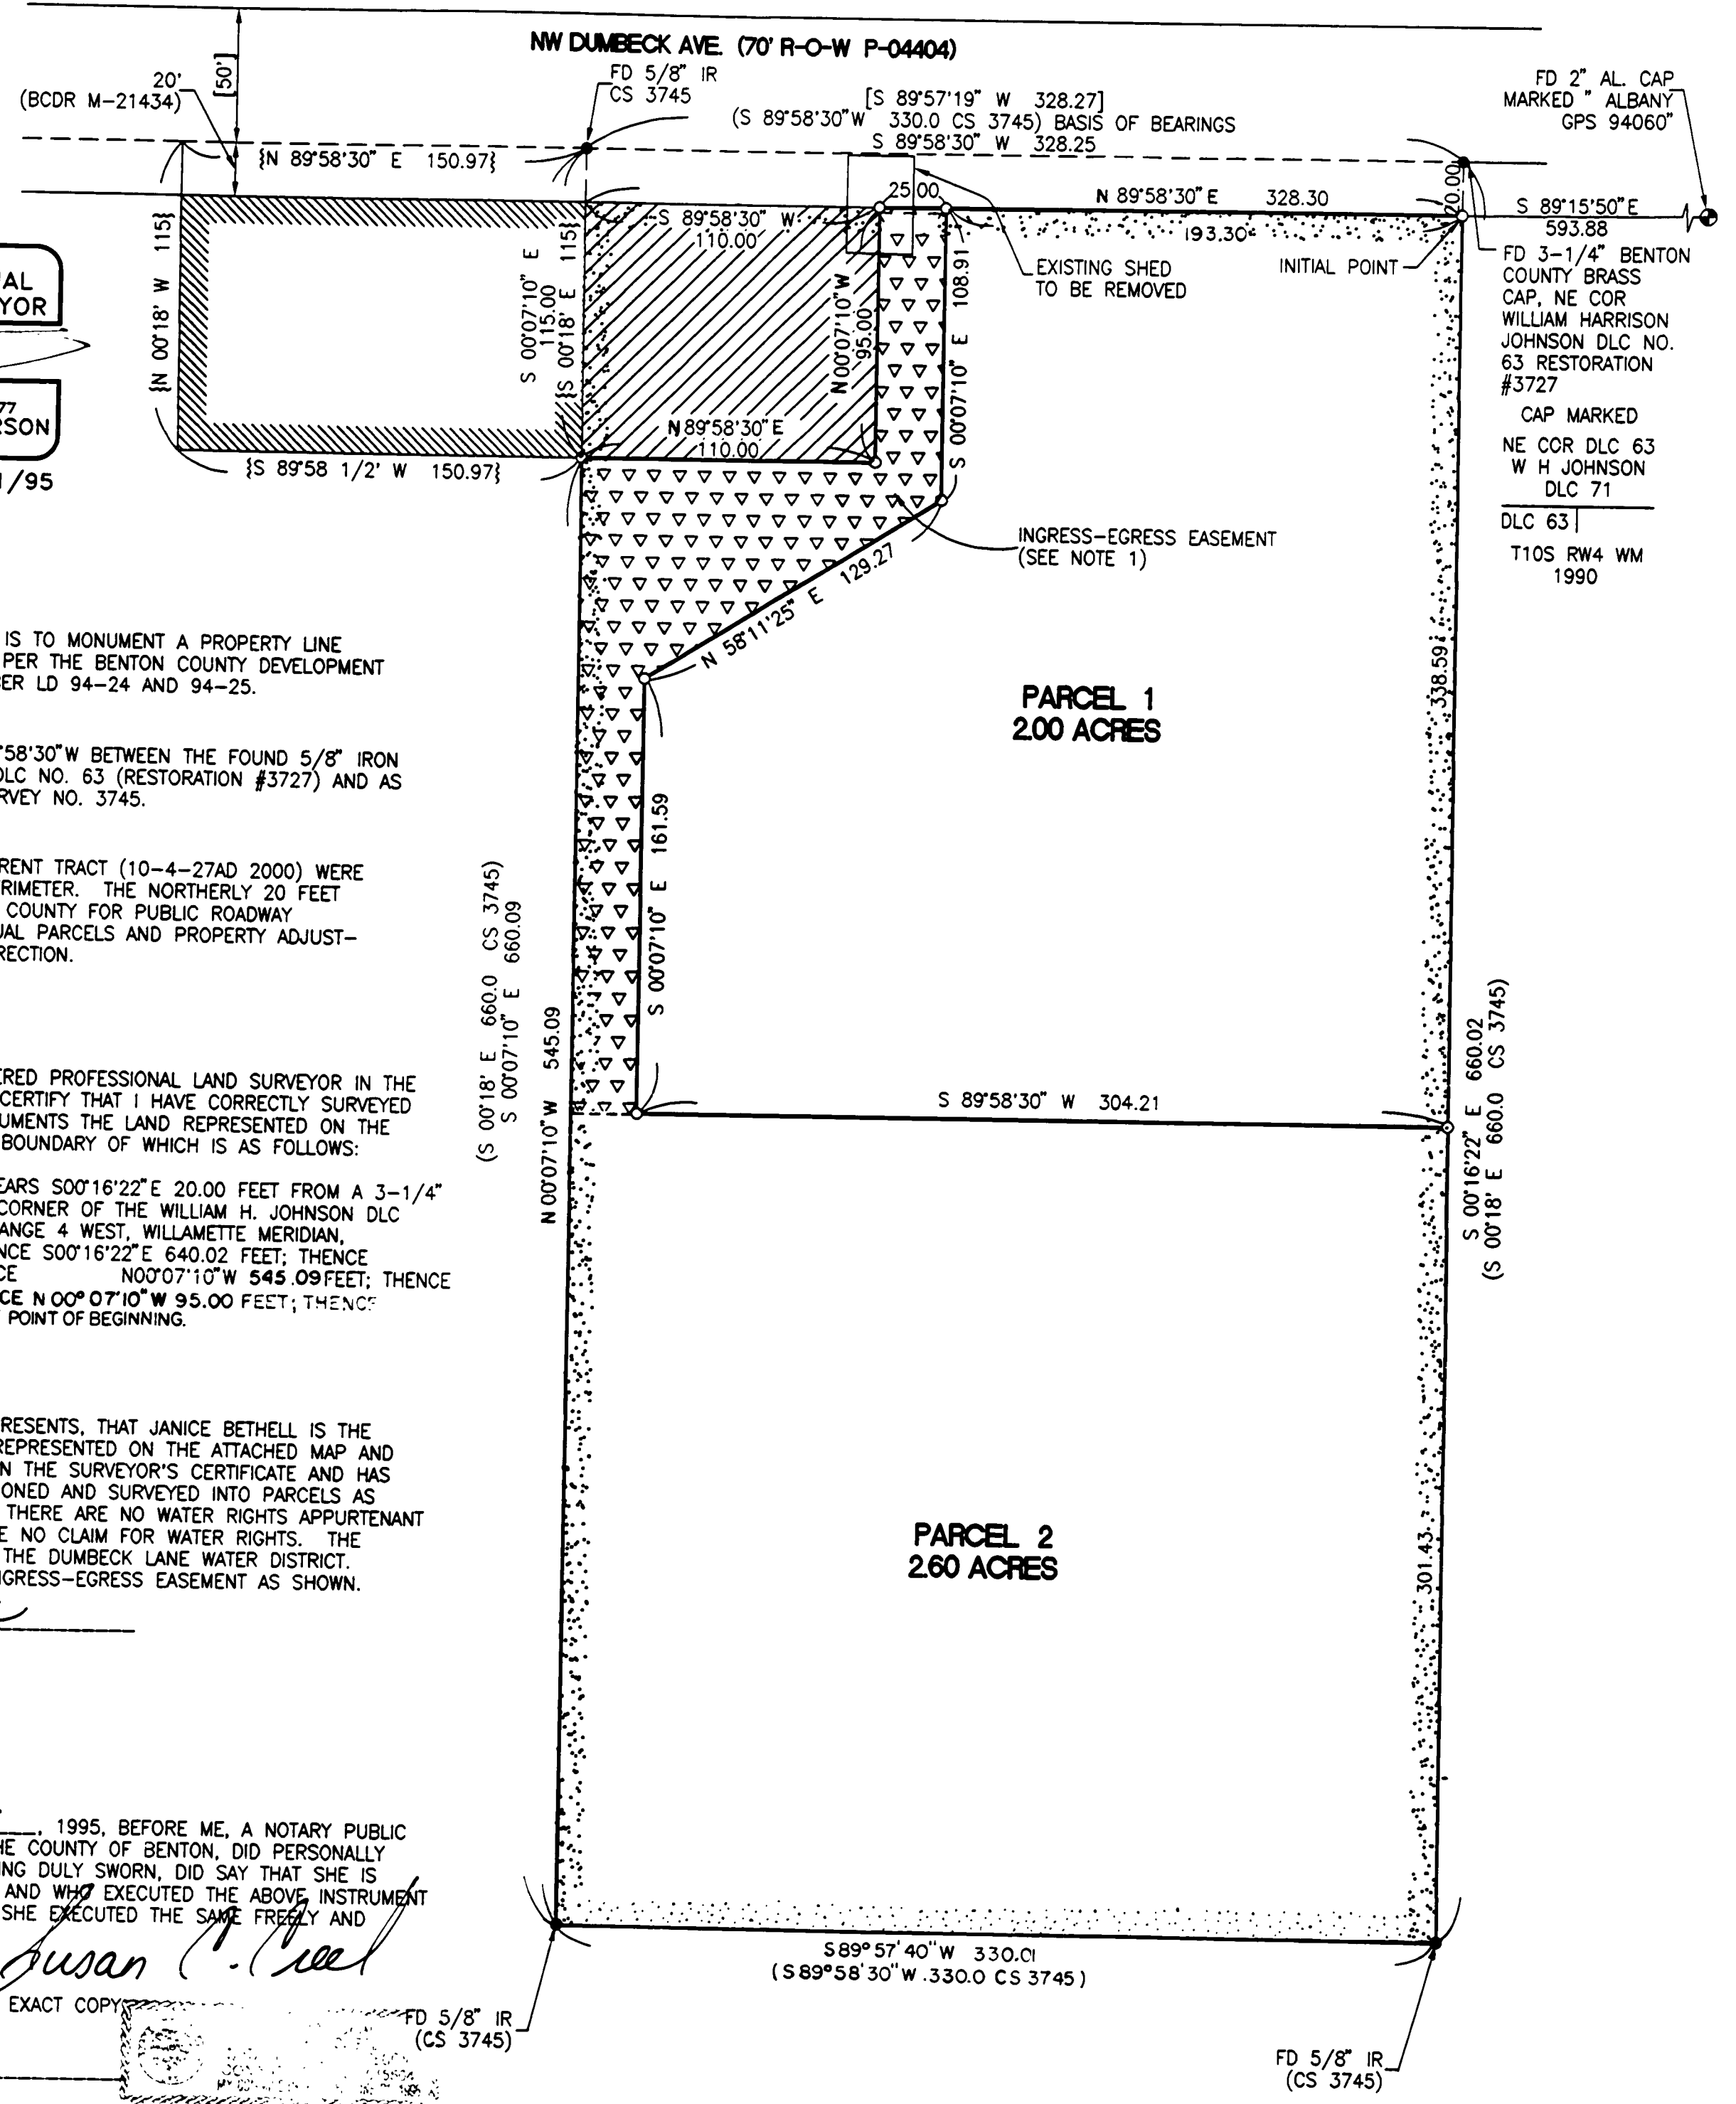 NW DUMBECK AVE. (70' R-O-W P-04404)
[50']
20'
(BCDR M-21434)
FD 5/8" IR
CS 3745
[S 89°57'19" W 328.27]
(S 89°58'30"W 330.0 CS 3745) BASIS OF BEARINGS
S 89°58'30" W 328.25
FD 2" AL. CAP
MARKED " ALBANY
GPS 94060"
{N 89°58'30" E 150.97}
25.00
N 89°58'30"E 328.30
20.00
S 89°15'50"E
593.88
S 89°58'30" W
110.00
193.30
EXISTING SHED
TO BE REMOVED
INITIAL POINT
FD 3-1/4" BENTON
COUNTY BRASS
CAP, NE COR
WILLIAM HARRISON
JOHNSON DLC NO.
63 RESTORATION
#3727
CAP MARKED
NE COR DLC 63
W H JOHNSON
DLC 71
DLC 63
T10S RW4 WM
1990
{N 00°18' W 115}
S 00°07'10" E
115.00
{S 00°18' E 115}
N00°07'10"W
95.00
S 00°07'10" E 108.91
N89°58'30"E
110.00
{S 89°58 1/2' W 150.97}
UAL
YOR
77
RSON
1/95
INGRESS-EGRESS EASEMENT
(SEE NOTE 1)
N 58°11'25" E 129.27
IS TO MONUMENT A PROPERTY LINE
PER THE BENTON COUNTY DEVELOPMENT
BER LD 94-24 AND 94-25.
PARCEL 1
2.00 ACRES
338.59
°58'30"W BETWEEN THE FOUND 5/8" IRON
DLC NO. 63 (RESTORATION #3727) AND AS
RVEY NO. 3745.
S 00°07'10" E 161.59
RENT TRACT (10-4-27AD 2000) WERE
RIMETER. THE NORTHERLY 20 FEET
COUNTY FOR PUBLIC ROADWAY
UAL PARCELS AND PROPERTY ADJUST-
RECTION.
(S 00°18' E 660.0 CS 3745)
S 00°07'10" E 660.09
N 00°07'10"W 545.09
S 89°58'30" W 304.21
S 00°16'22" E 660.02
(S 00°18' E 660.0 CS 3745)
ERED PROFESSIONAL LAND SURVEYOR IN THE
CERTIFY THAT I HAVE CORRECTLY SURVEYED
UMENTS THE LAND REPRESENTED ON THE
BOUNDARY OF WHICH IS AS FOLLOWS:
EARS S00°16'22"E 20.00 FEET FROM A 3-1/4"
CORNER OF THE WILLIAM H. JOHNSON DLC
ANGE 4 WEST, WILLAMETTE MERIDIAN,
NCE S00°16'22"E 640.02 FEET; THENCE
CE N00°07'10"W 545.09 FEET; THENCE
CE N 00° 07'10"W 95.00 FEET; THENCE
POINT OF BEGINNING.
RESENTS, THAT JANICE BETHELL IS THE
REPRESENTED ON THE ATTACHED MAP AND
IN THE SURVEYOR'S CERTIFICATE AND HAS
IONED AND SURVEYED INTO PARCELS AS
THERE ARE NO WATER RIGHTS APPURTENANT
E NO CLAIM FOR WATER RIGHTS. THE
THE DUMBECK LANE WATER DISTRICT.
NGRESS-EGRESS EASEMENT AS SHOWN.
PARCEL 2
2.60 ACRES
301.43
, 1995, BEFORE ME, A NOTARY PUBLIC
HE COUNTY OF BENTON, DID PERSONALLY
ING DULY SWORN, DID SAY THAT SHE IS
AND WHO EXECUTED THE ABOVE INSTRUMENT
SHE EXECUTED THE SAME FREELY AND
Susan C. Creel
EXACT COPY
S89°57'40"W 330.01
(S89°58'30"W.330.0 CS 3745)
FD 5/8" IR
(CS 3745)
FD 5/8" IR
(CS 3745)